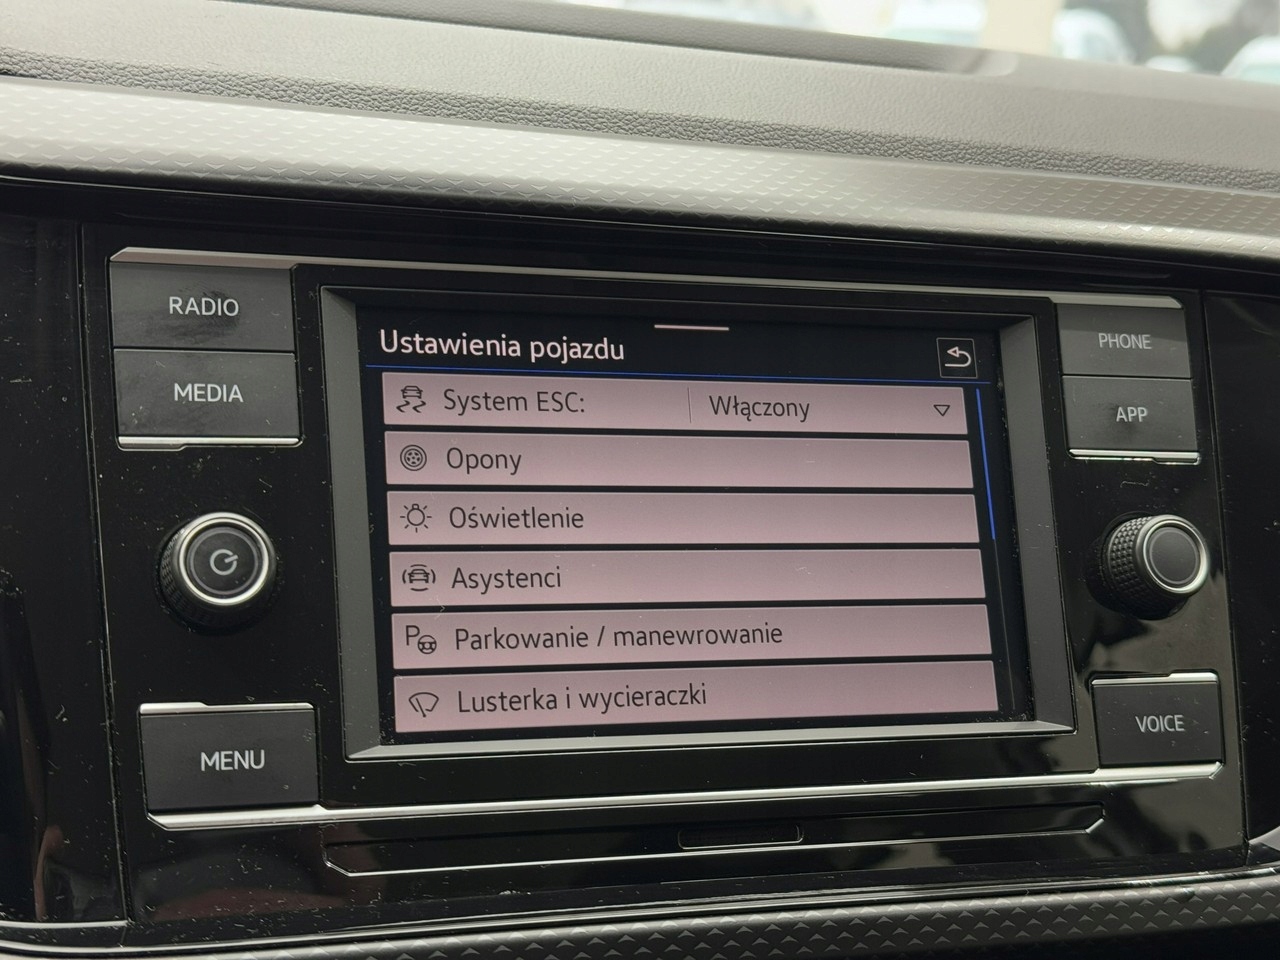 RADIO
MEDIA
MENU
Ustawienia pojazdu
System ESC: Włączony
Opony
Oświetlenie
Asystenci
Parkowanie / manewrowanie
Lusterka i wycieraczki
PHONE
APP
VOICE